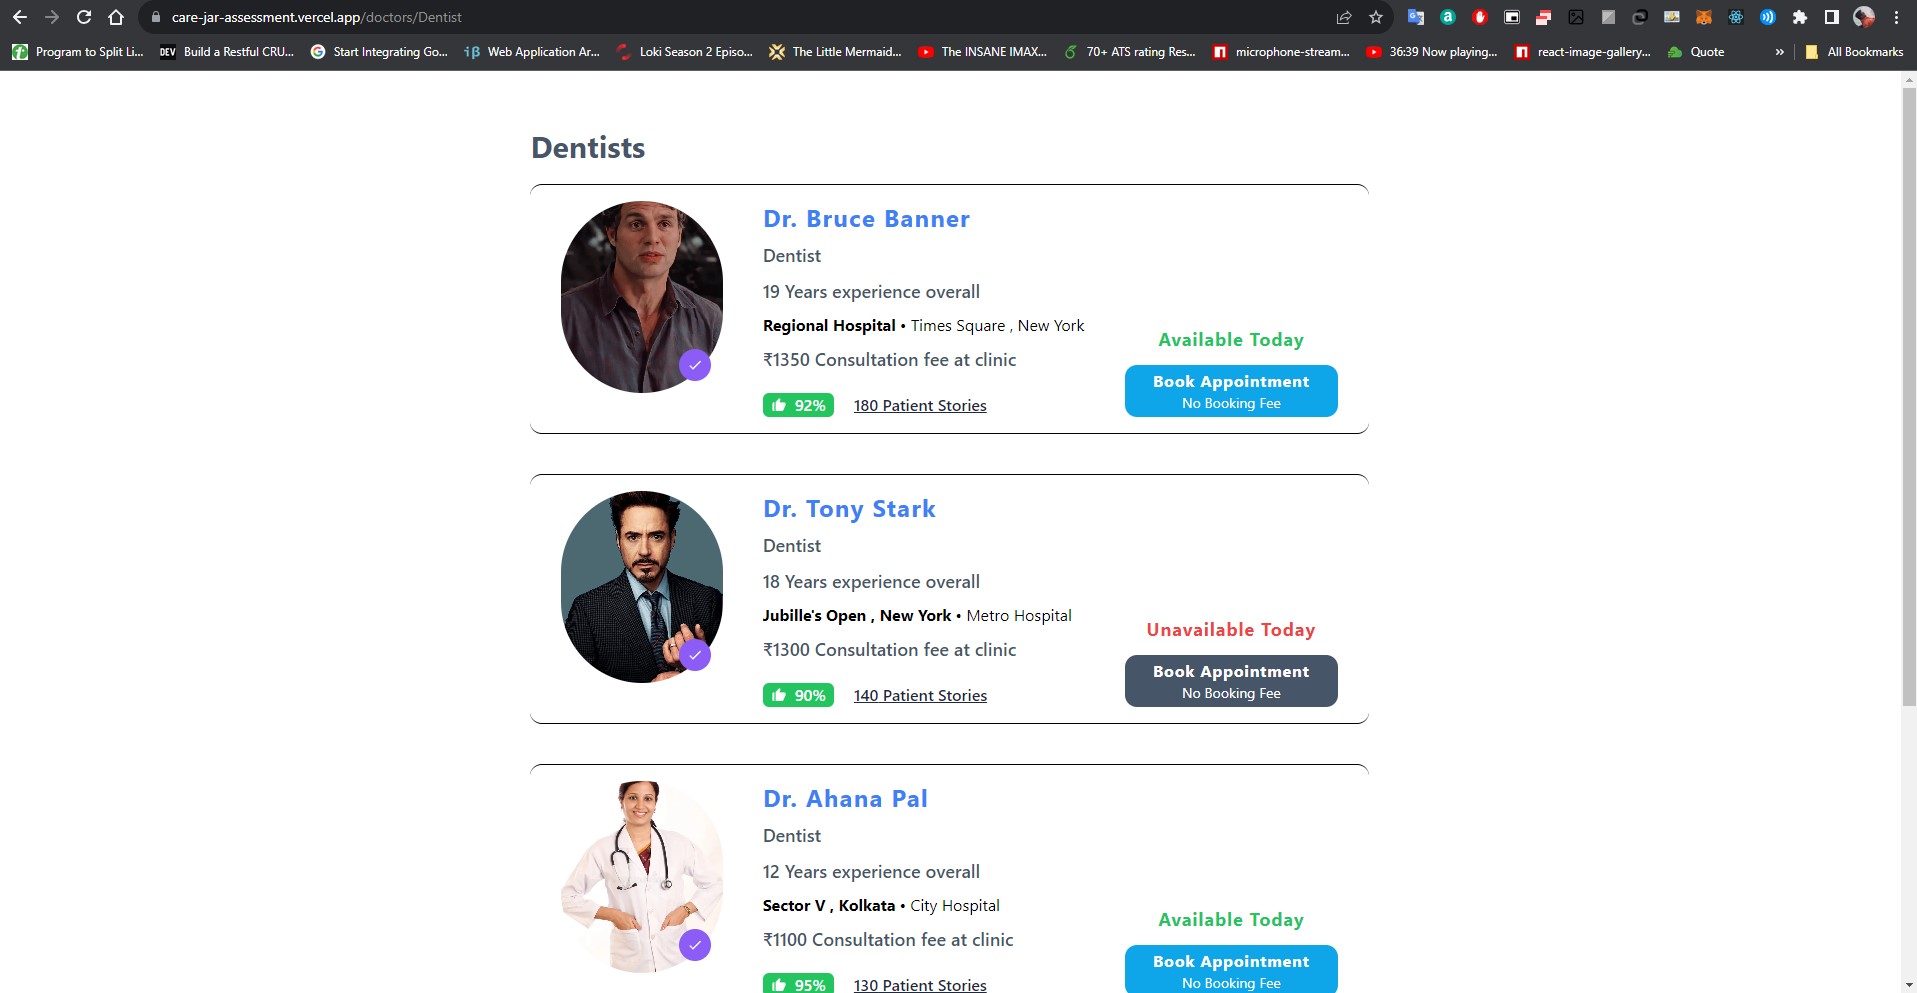 care-jar-assessment.vercel.app/doctors/Dentist
Program to Split Li... DEV Build a Restful CRU... Start Integrating Go... iβ Web Application Ar... Loki Season 2 Episo... The Little Mermaid... The INSANE IMAX... 70+ ATS rating Res... microphone-stream... 36:39 Now playing... react-image-gallery... Quote » All Bookmarks
Dentists
Dr. Bruce Banner
Dentist
19 Years experience overall
Regional Hospital • Times Square , New York
₹1350 Consultation fee at clinic
92% 180 Patient Stories
Available Today
Book Appointment
No Booking Fee
Dr. Tony Stark
Dentist
18 Years experience overall
Jubille's Open , New York • Metro Hospital
₹1300 Consultation fee at clinic
90% 140 Patient Stories
Unavailable Today
Book Appointment
No Booking Fee
Dr. Ahana Pal
Dentist
12 Years experience overall
Sector V , Kolkata • City Hospital
₹1100 Consultation fee at clinic
95% 130 Patient Stories
Available Today
Book Appointment
No Booking Fee